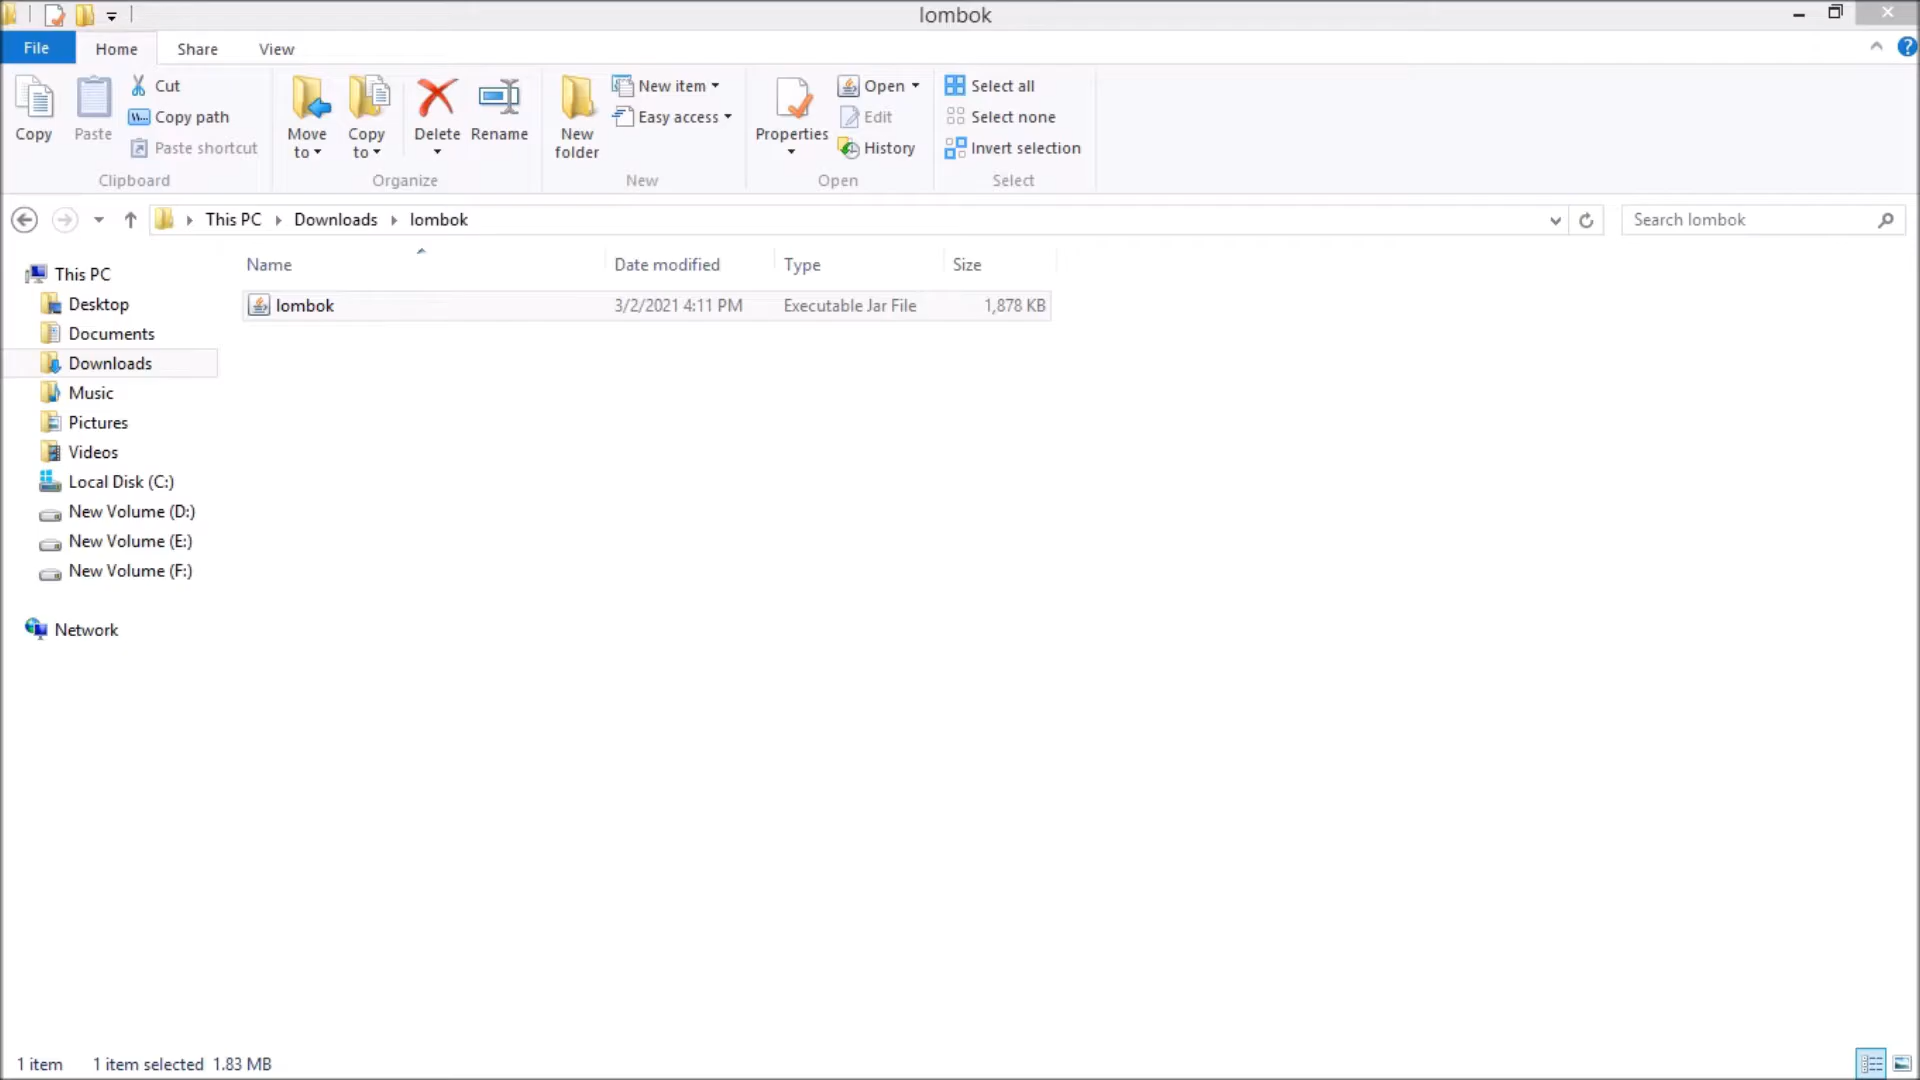 lombok
File Home Share View
Copy
Paste
Cut
Copy path
Paste shortcut
Clipboard
Move to
Copy to
Delete
Rename
Organize
New folder
New item
Easy access
New
Properties
Open
Edit
History
Open
Select all
Select none
Invert selection
Select
This PC Downloads lombok
Search lombok
This PC
Desktop
Documents
Downloads
Music
Pictures
Videos
Local Disk (C:)
New Volume (D:)
New Volume (E:)
New Volume (F:)
Network
Name Date modified Type Size
lombok 3/2/2021 4:11 PM Executable Jar File 1,878 KB
1 item 1 item selected 1.83 MB